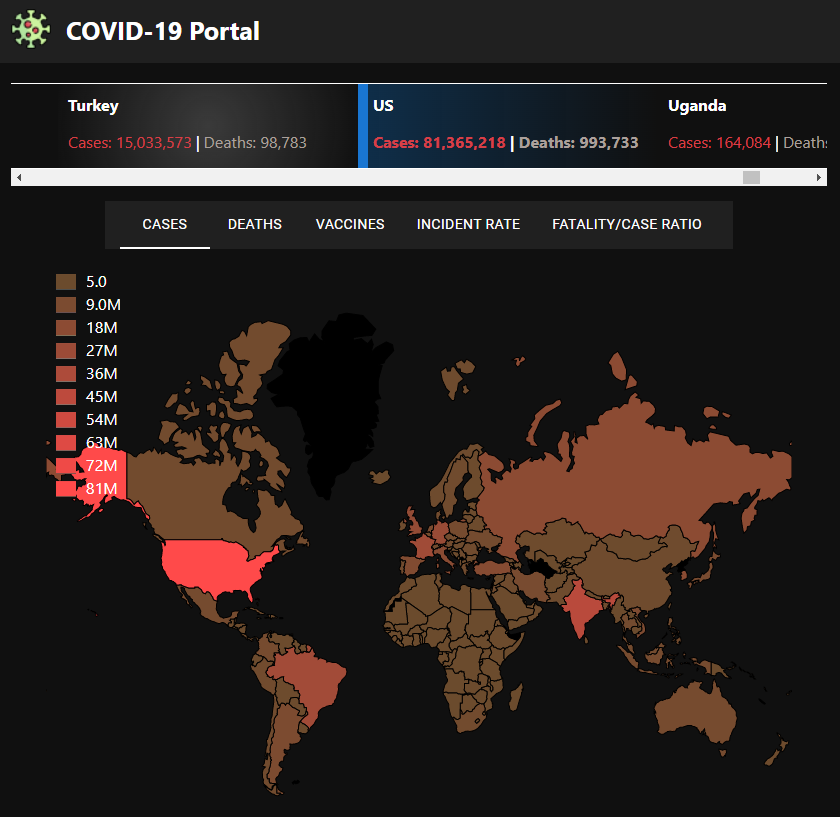 COVID-19 Portal
Turkey
Cases: 15,033,573 | Deaths: 98,783
US
Cases: 81,365,218 | Deaths: 993,733
Uganda
Cases: 164,084 | Deaths:
CASES
DEATHS
VACCINES
INCIDENT RATE
FATALITY/CASE RATIO
5.0
9.0M
18M
27M
36M
45M
54M
63M
72M
81M